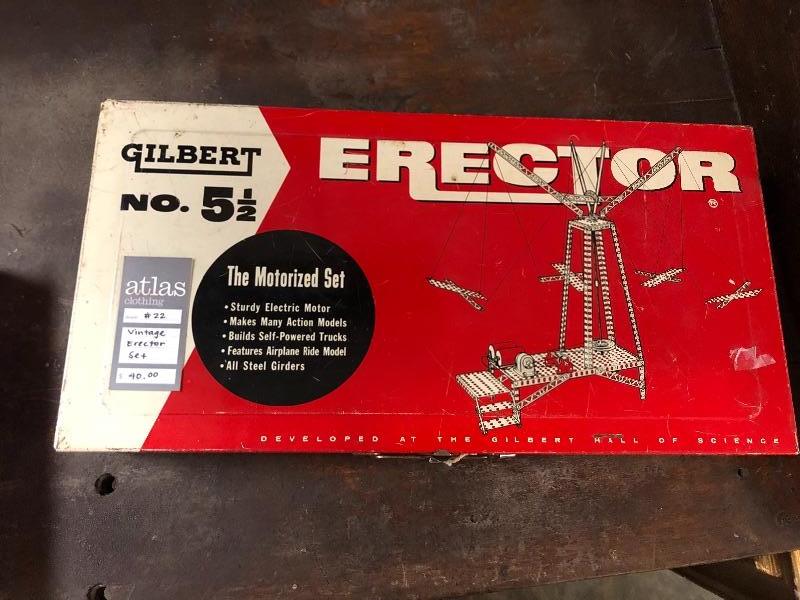 GILBERT
NO. 5½
ERECTOR
®
The Motorized Set
• Sturdy Electric Motor
• Makes Many Action Models
• Builds Self-Powered Trucks
• Features Airplane Ride Model
• All Steel Girders
atlas
clothing
#22
Vintage
Erector
Set
$ 40.00
DEVELOPED AT THE GILBERT HALL OF SCIENCE